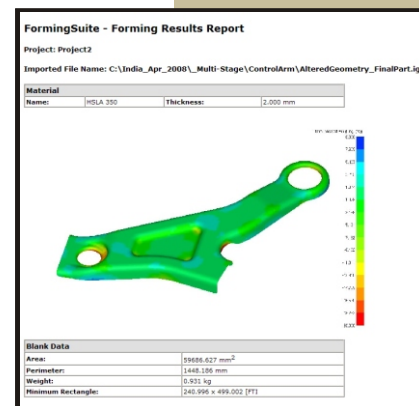 FormingSuite - Forming Results Report
Project: Project2
Imported File Name: C:\India_Apr_2008\_Multi-Stage\ControlArm\AlteredGeometry_FinalPart.ig
Material
Name: HSLA 350 Thickness: 2.000 mm
Blank Data
Area: 59686.627 mm²
Perimeter: 1448.186 mm
Weight: 0.931 kg
Minimum Rectangle: 240.996 x 499.002 [FTI